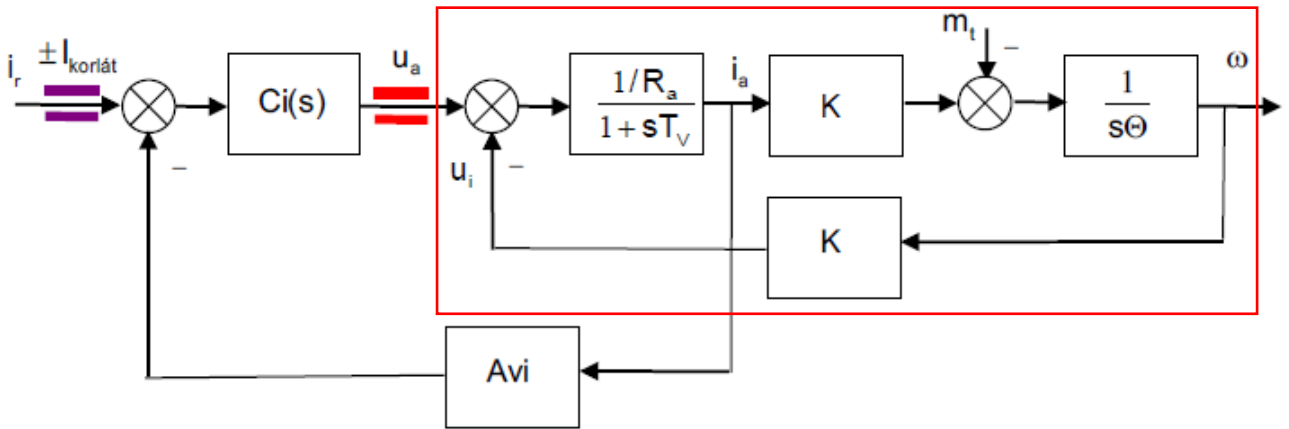 i_r
± I_korlát
−
Ci(s)
u_a
u_i
−
1/R_a
1+sT_V
i_a
K
m_t
−
1
sΘ
ω
K
Avi